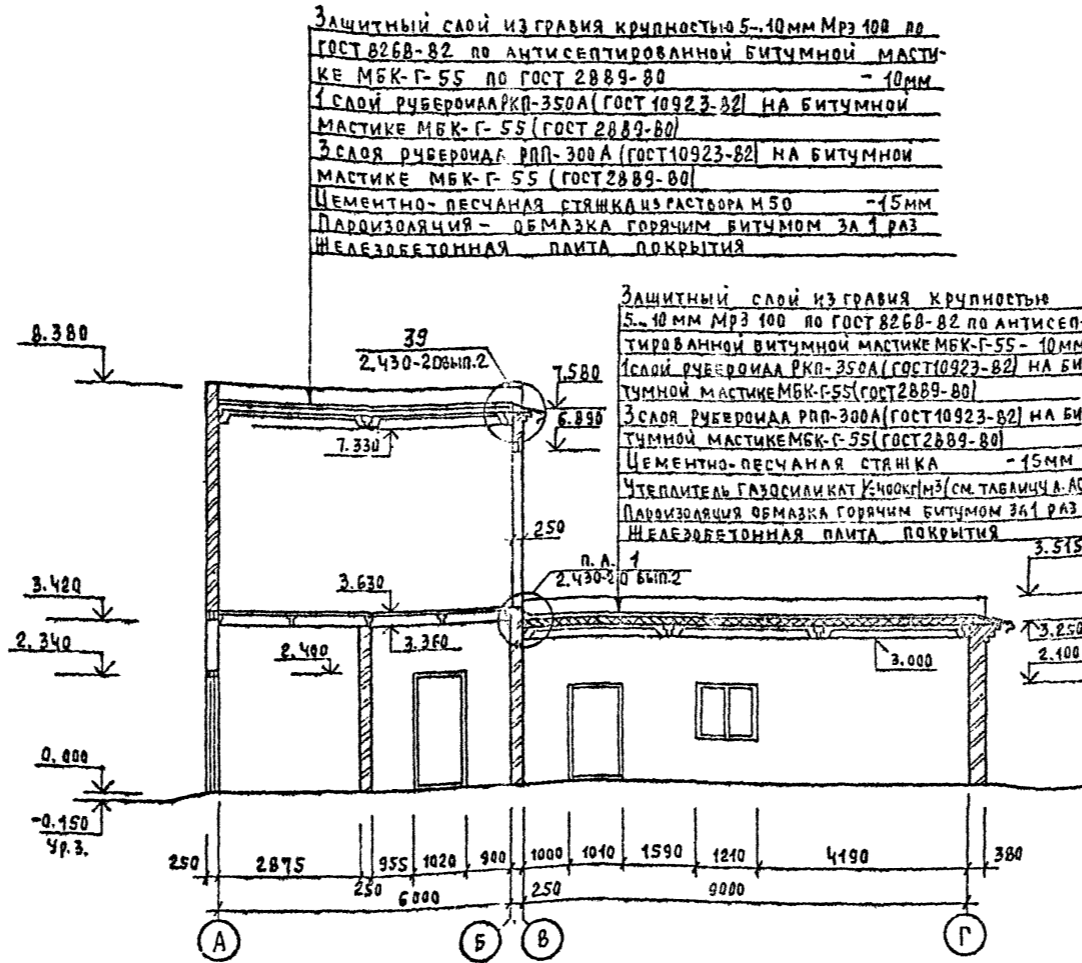 Защитный слой из гравия крупностью 5-10мм Мрз 100 по
ГОСТ 8268-82 по антисептированной битумной масти-
ке МБК-Г-55 по ГОСТ 2889-80 - 10мм
1 слой рубероида РКП-350А (ГОСТ 10923-82) на битумной
мастике МБК-Г-55 (ГОСТ 2889-80)
3 слоя рубероида РПП-300А (ГОСТ 10923-82) на битумной
мастике МБК-Г-55 (ГОСТ 2889-80)
Цементно-песчаная стяжка из раствора М50 -15мм
Пароизоляция - обмазка горячим битумом за 1 раз
Железобетонная плита покрытия
Защитный слой из гравия крупностью
5-10 мм Мрз 100 по ГОСТ 8268-82 по антисеп-
тированной битумной мастике МБК-Г-55 - 10мм
1 слой рубероида РКП-350А (ГОСТ 10923-82) на би
тумной мастике МБК-Г-55 (ГОСТ 2889-80)
3 слоя рубероида РПП-300А (ГОСТ 10923-82) на би
тумной мастике МБК-Г-55 (ГОСТ 2889-80)
Цементно-песчаная стяжка -15мм
Утеплитель газосиликат γ=400кг/м3 (см. таблицу л. АС
Пароизоляция обмазка горячим битумом за 1 раз
Железобетонная плита покрытия
8.380
39
2.430-20 вып.2
7.580
6.890
7.330
250
п. А. 1
2.430-20 вып.2
3.515
3.420
3.630
3.360
2.340
2.400
3.000
3.250
2.100
0.000
-0.150
Ур.з.
250 2875 250 955 1020 900 1000 1010 1590 1210 4190 380
6000 250 9000
А Б В Г